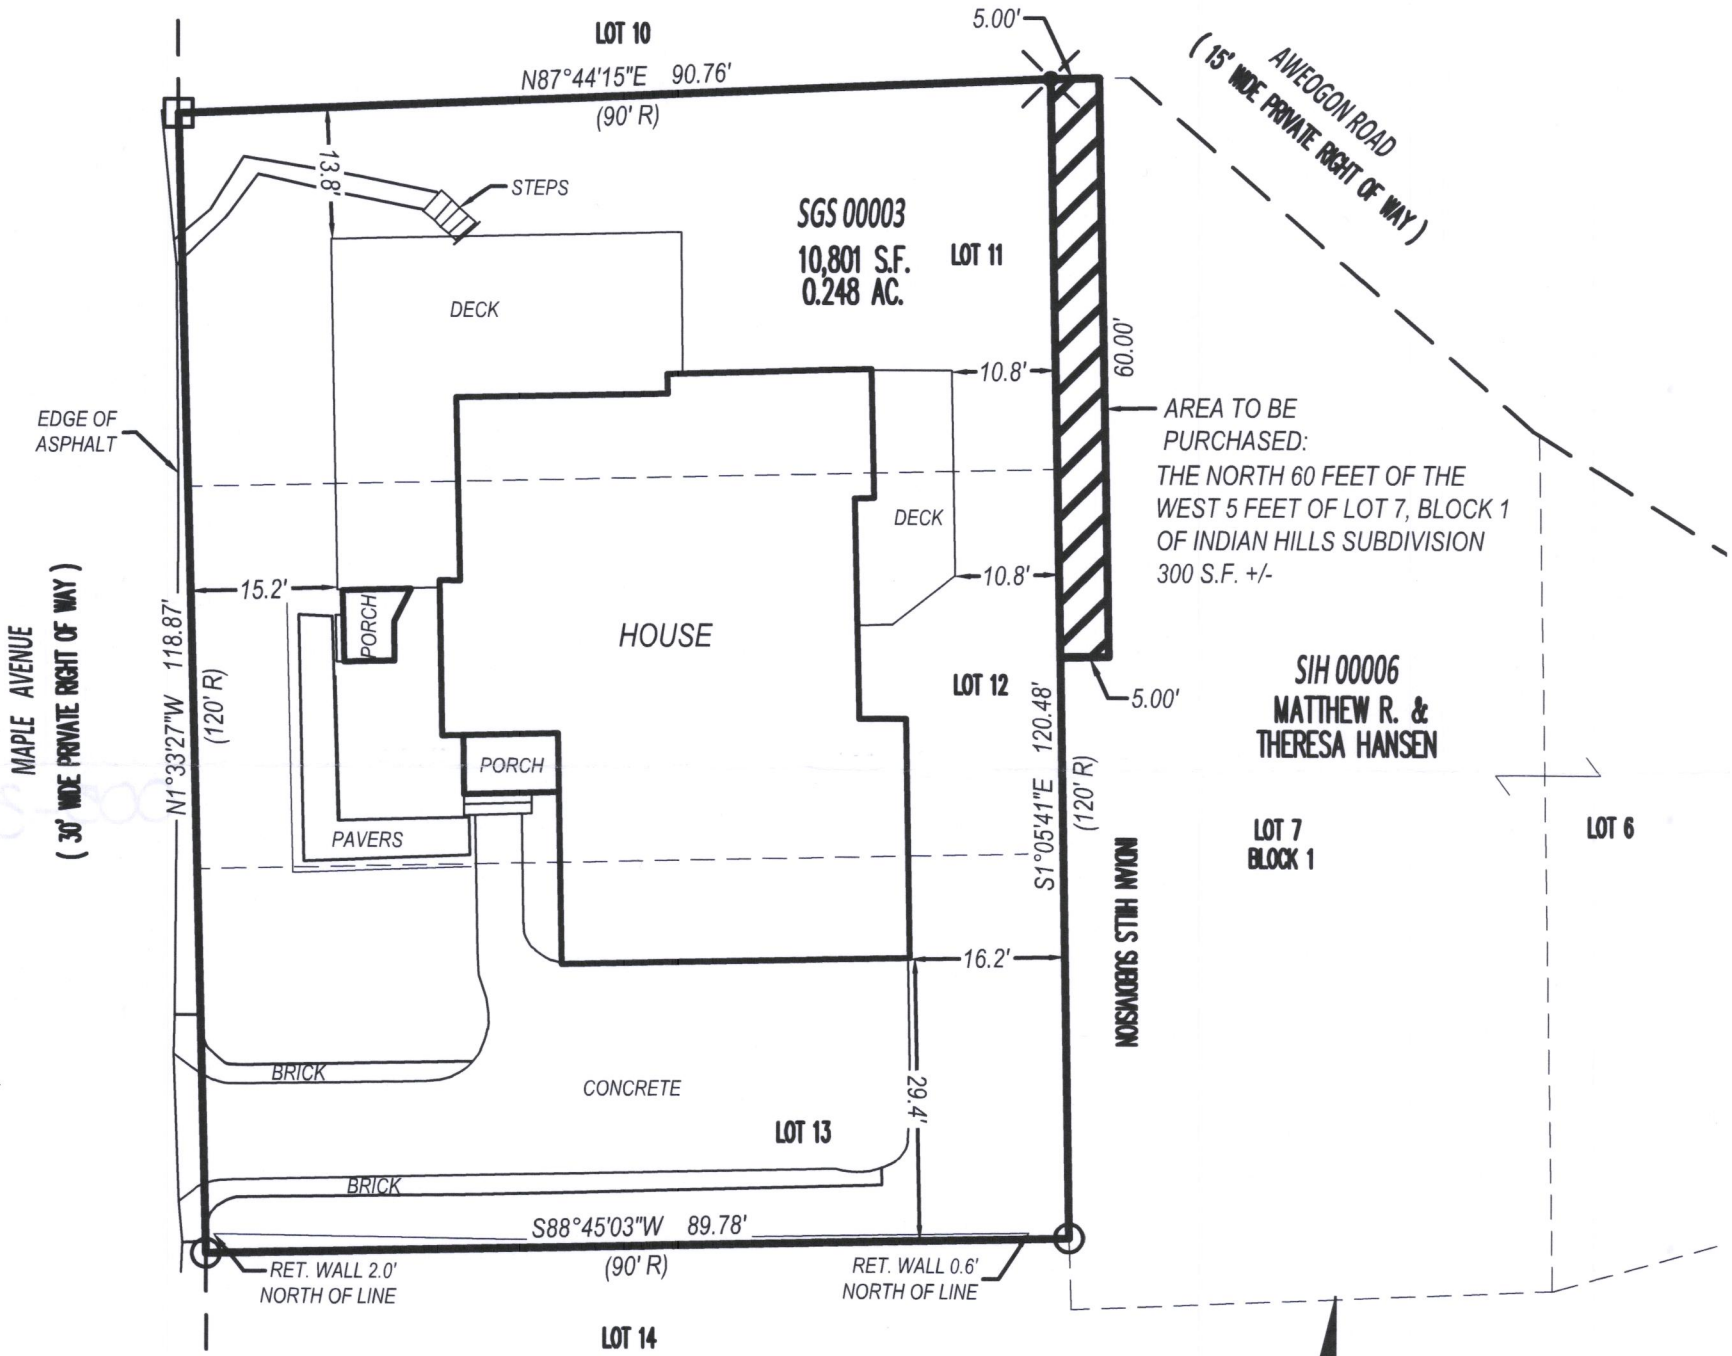 LOT 10
5.00'
N87°44'15"E 90.76'
(90' R)
AWEOGON ROAD
( 15' WIDE PRIVATE RIGHT OF WAY )
13.8'
STEPS
SGS 00003
10,801 S.F.
0.248 AC.
LOT 11
DECK
60.00'
10.8'
EDGE OF
ASPHALT
AREA TO BE
PURCHASED:
THE NORTH 60 FEET OF THE
WEST 5 FEET OF LOT 7, BLOCK 1
OF INDIAN HILLS SUBDIVISION
300 S.F. +/-
DECK
10.8'
15.2'
PORCH
HOUSE
MAPLE AVENUE
( 30' WIDE PRIVATE RIGHT OF WAY )
N1°33'27"W 118.87'
(120' R)
LOT 12
5.00'
SIH 00006
MATTHEW R. &
THERESA HANSEN
S1°05'41"E 120.48'
(120' R)
PORCH
PAVERS
LOT 7
BLOCK 1
LOT 6
INDIAN HILLS SUBDIVISION
16.2'
BRICK
CONCRETE
29.4'
LOT 13
BRICK
S88°45'03"W 89.78'
(90' R)
RET. WALL 2.0'
NORTH OF LINE
RET. WALL 0.6'
NORTH OF LINE
LOT 14